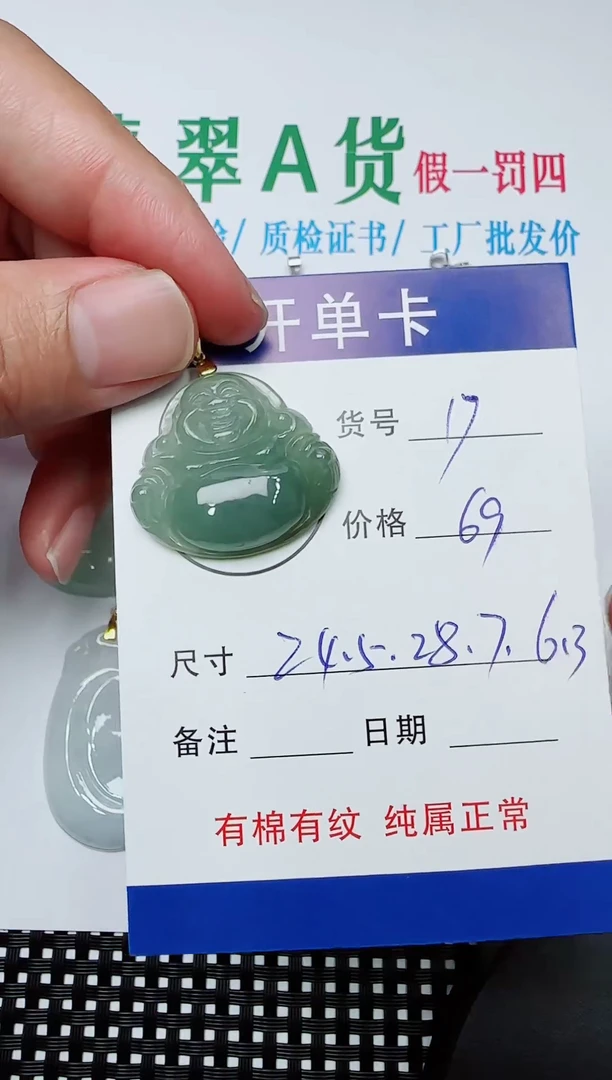 翠A货 假一罚四
/ 质检证书/ 工厂批发价
开单卡
货号 17
价格 69
尺寸 24.5.28.7.6.3
备注 日期
有棉有纹 纯属正常